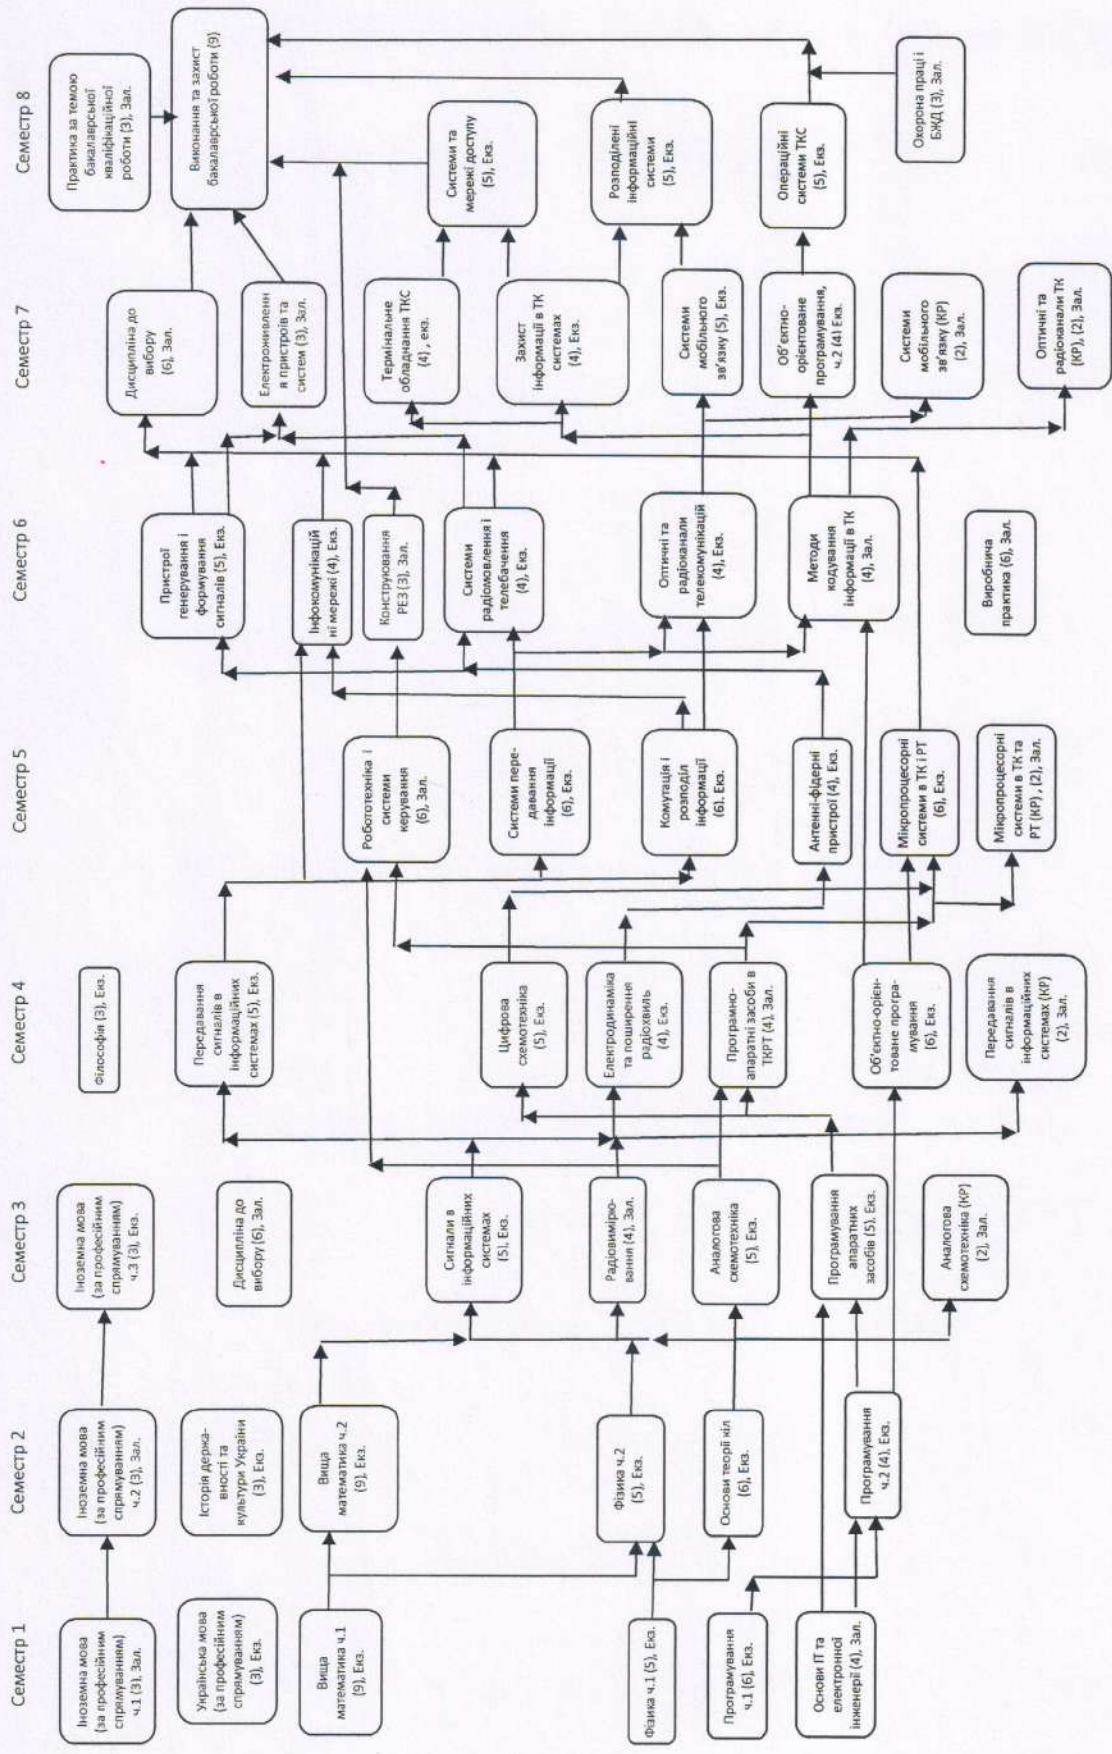 Семестр 1
Іноземна мова
(за професійним
спрямуванням)
ч.1 (3), Зал.
Українська мова
(за професійним
спрямуванням)
(3), Екз.
Вища
математика ч.1
(9), Екз.
Фізика ч.1 (5), Екз.
Програмування
ч.1 (6), Екз.
Основи ІТ та
електронної
інженерії (4), Зал.
Семестр 2
Іноземна мова
(за професійним
спрямуванням)
ч.2 (3), Зал.
Історія держа-
вності та
культури України
(3), Екз.
Вища
математика ч.2
(9), Екз.
Фізика ч.2
(5), Екз.
Основи теорії кіл
(6), Екз.
Програмування
ч.2 (4), Екз.
Семестр 3
Іноземна мова
(за професійним
спрямуванням)
ч.3 (3), Екз.
Дисципліна до
вибору (6), Зал.
Сигнали в
інформаційних
системах
(5), Екз.
Радіовимірю-
вання (4), Зал.
Аналогова
схемотехніка
(5), Екз.
Програмування
апаратних
засобів (5), Екз.
Аналогова
схемотехніка (КР)
(2), Зал.
Семестр 4
Філософія (3), Екз.
Передавання
сигналів в
інформаційних
системах (5), Екз.
Цифрова
схемотехніка
(5), Екз.
Електродинаміка
та поширення
радіохвиль
(4), Екз.
Програмно-
апаратні засоби в
ТКРТ (4), Зал.
Об'єктно-орієн-
товане програ-
мування
(6), Екз.
Передавання
сигналів в
інформаційних
системах (КР)
(2), Зал.
Семестр 5
Робототехніка і
системи
керування
(6), Зал.
Системи пере-
давання
інформації
(6), Екз.
Комутація і
розподіл
інформації
(6), Екз.
Антенні-фідерні
пристрої (4), Екз.
Мікропроцесорні
системи в ТК і РТ
(6), Екз.
Мікропроцесорні
системи в ТК та
РТ (КР) , (2), Зал.
Семестр 6
Пристрої
генерування і
формування
сигналів (5), Екз.
Інфокомунікацій
ні мережі (4), Екз.
Конструювання
РЕЗ (3), Зал.
Системи
радіомовлення і
телебачення
(4), Екз.
Оптичні та
радіоканали
телекомунікацій
(4), Екз.
Методи
кодування
інформації в ТК
(4), Зал.
Виробнича
практика (6), Зал.
Семестр 7
Дисципліна до
вибору
(6), Зал.
Електроживленн
я пристроїв та
систем (3), Зал.
Термінальне
обладнання ТКС
(4) , екз.
Захист
інформації в ТК
системах
(4), Екз.
Системи
мобільного
зв'язку (5), Екз.
Об'єктно-
орієнтоване
програмування,
ч.2 (4) Екз.
Системи
мобільного
зв'язку (КР)
(2), Зал.
Оптичні та
радіоканали ТК
(КР), (2), Зал.
Семестр 8
Практика за темою
бакалаврської
кваліфікаційної
роботи (3), Зал.
Виконання та захист
бакалаврської роботи (9)
Системи та
мережі доступу
(5), Екз.
Розподілені
інформаційні
системи
(5), Екз.
Операційні
системи ТКС
(5), Екз.
Охорона праці і
БЖД (3), Зал.